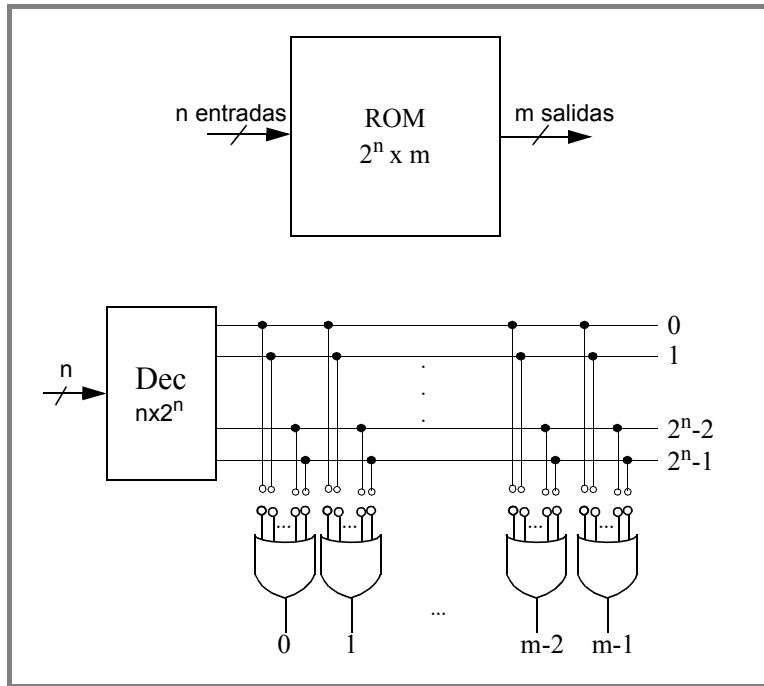 n entradas
ROM
2ⁿ x m
m salidas
0
1
n
Dec
nx2ⁿ
.
.
.
2ⁿ-2
2ⁿ-1
... ... ... ...
0 1 ... m-2 m-1